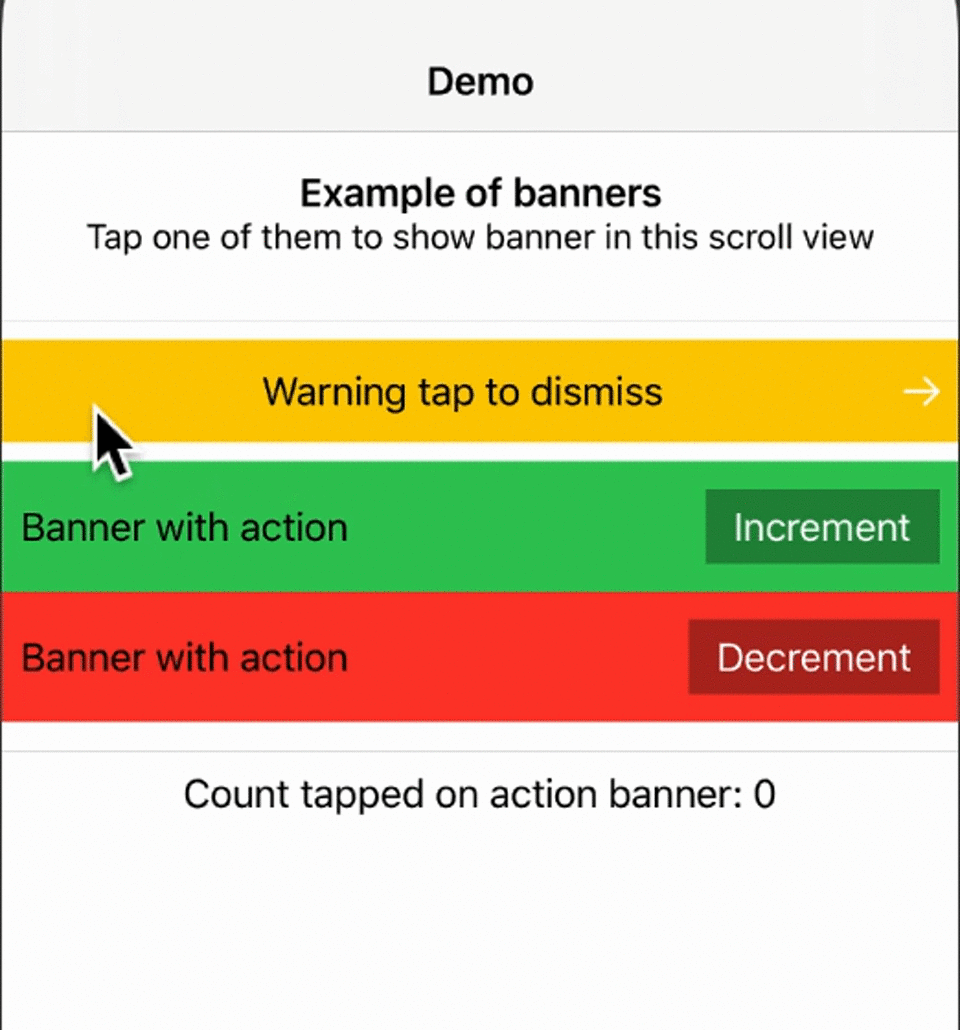 Demo
Example of banners
Tap one of them to show banner in this scroll view
Warning tap to dismiss
Banner with action
Increment
Banner with action
Decrement
Count tapped on action banner: 0